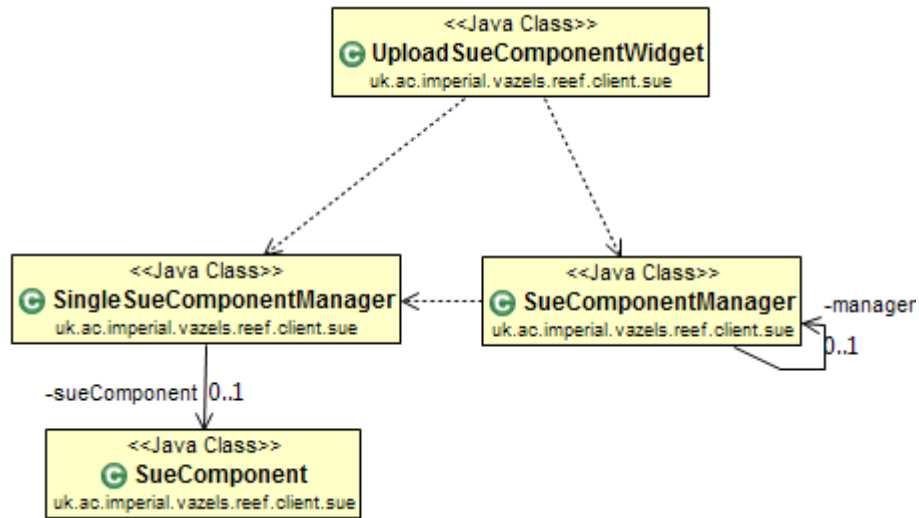 <<Java Class>>
C UploadSueComponentWidget
uk.ac.imperial.vazels.reef.client.sue
<<Java Class>>
C SingleSueComponentManager
uk.ac.imperial.vazels.reef.client.sue
<<Java Class>>
C SueComponentManager
uk.ac.imperial.vazels.reef.client.sue
-manager
0..1
-sueComponent 0..1
<<Java Class>>
C SueComponent
uk.ac.imperial.vazels.reef.client.sue